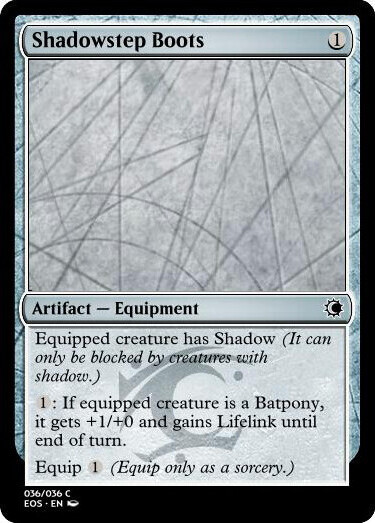 Shadowstep Boots 1
Artifact — Equipment
Equipped creature has Shadow (It can
only be blocked by creatures with
shadow.)
1: If equipped creature is a Batpony,
it gets +1/+0 and gains Lifelink until
end of turn.
Equip 1 (Equip only as a sorcery.)
036/036 C
EOS • EN